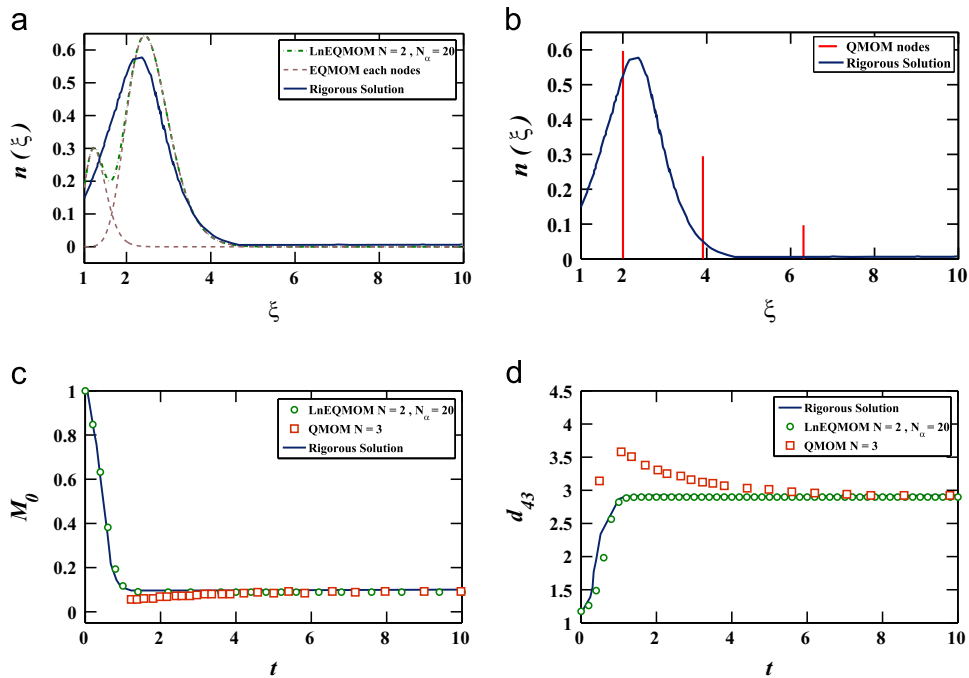 a
0.6
0.5
0.4
0.3
0.2
0.1
0
n (ξ)
LnEQMOM N = 2 , Nα = 20
EQMOM each nodes
Rigorous Solution
1 2 4 6 8 10
ξ
b
0.6
0.5
0.4
0.3
0.2
0.1
0
n (ξ)
QMOM nodes
Rigorous Solution
1 2 4 6 8 10
ξ
c
1
0.8
0.6
0.4
0.2
0
M0
LnEQMOM N = 2 , Nα = 20
QMOM N = 3
Rigorous Solution
0 2 4 6 8 10
t
d
4.5
4
3.5
3
2.5
2
1.5
1
d43
Rigorous Solution
LnEQMOM N = 2 , Nα = 20
QMOM N = 3
0 2 4 6 8 10
t